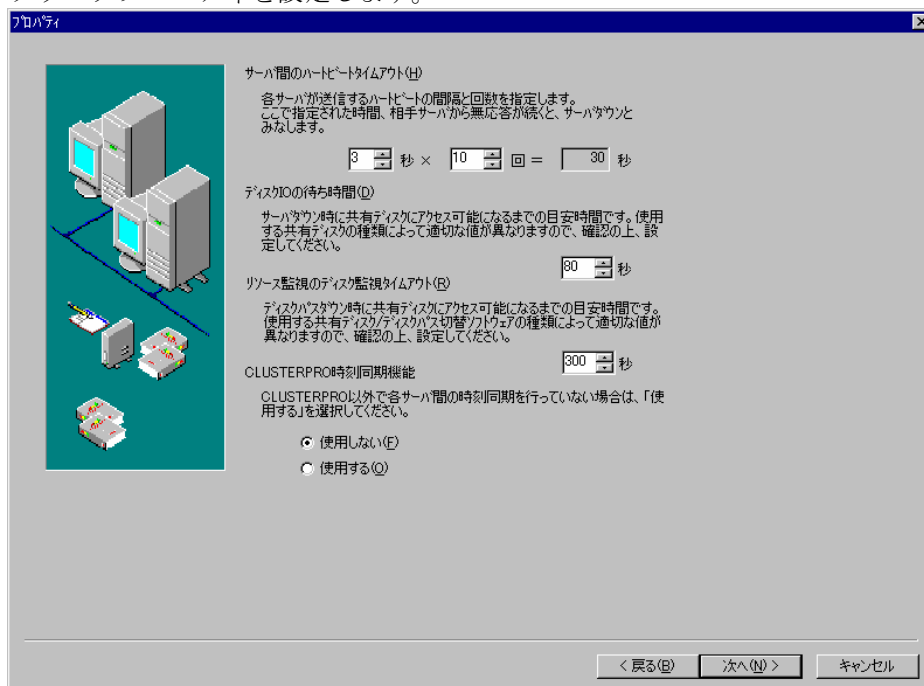 プロパティ
サーバ間のハートビートタイムアウト(H)
各サーバが送信するハートビートの間隔と回数を指定します。
ここで指定された時間、相手サーバから無応答が続くと、サーバダウンと
みなします。
3 秒 × 10 回 = 30 秒
ディスクIOの待ち時間(D)
サーバダウン時に共有ディスクにアクセス可能になるまでの目安時間です。使用
する共有ディスクの種類によって適切な値が異なりますので、確認の上、設
定してください。
80 秒
リソース監視のディスク監視タイムアウト(R)
ディスクパスダウン時に共有ディスクにアクセス可能になるまでの目安時間です。
使用する共有ディスク/ディスクパス切替ソフトウェアの種類によって適切な値が
異なりますので、確認の上、設定してください。
300 秒
CLUSTERPRO時刻同期機能
CLUSTERPRO以外で各サーバ間の時刻同期を行っていない場合は、「使
用する」を選択してください。
使用しない(F)
使用する(O)
< 戻る(B) 次へ(N) > キャンセル